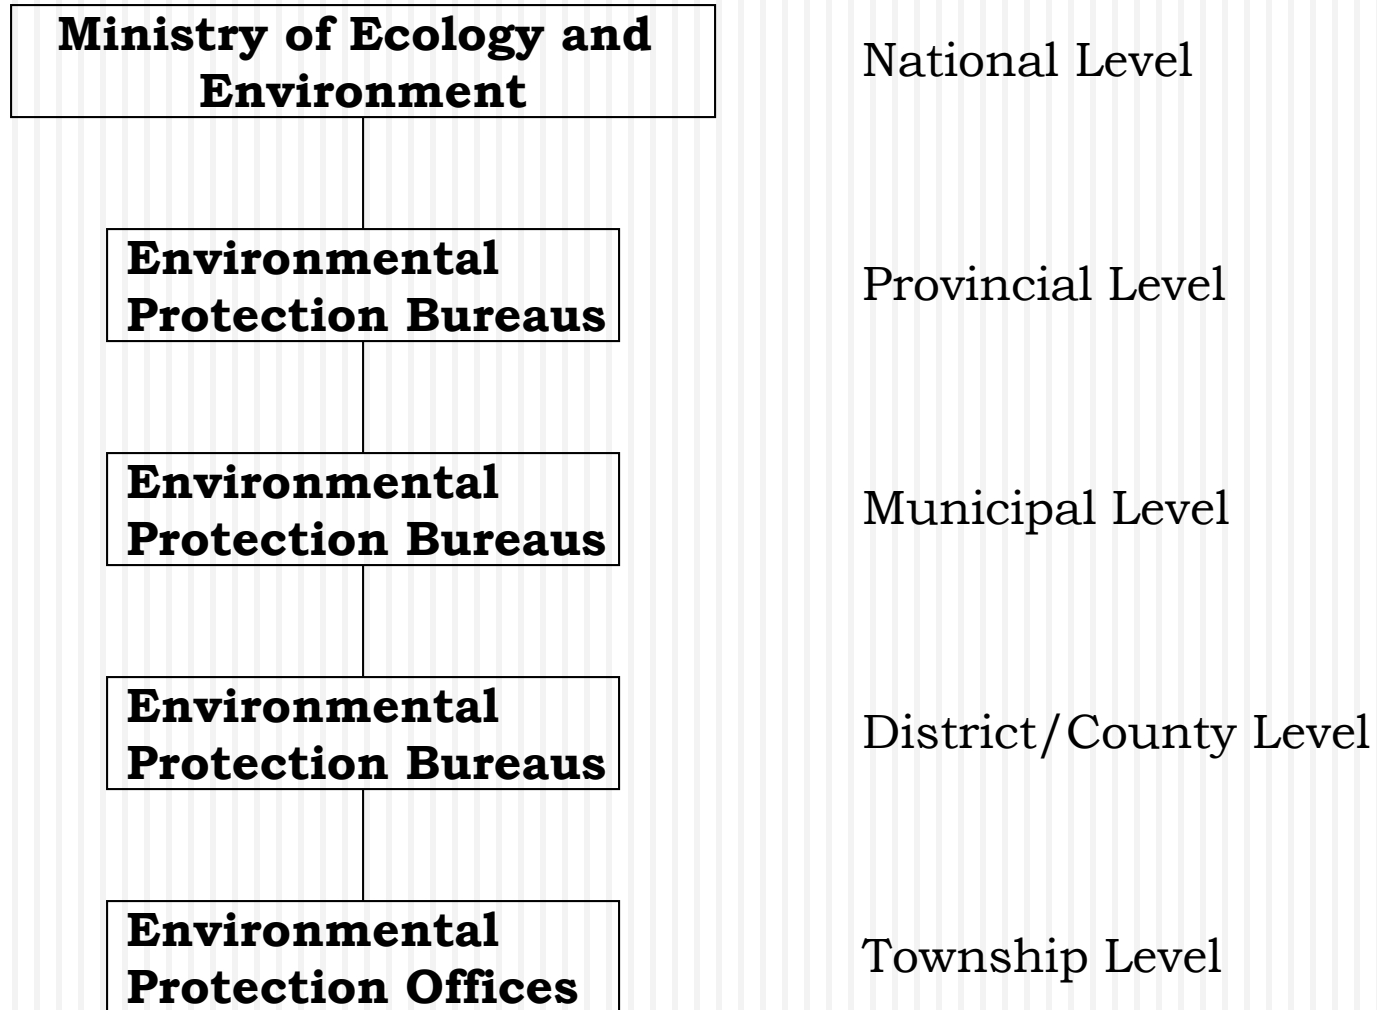 Ministry of Ecology and
Environment
National Level
Environmental
Protection Bureaus
Provincial Level
Environmental
Protection Bureaus
Municipal Level
Environmental
Protection Bureaus
District/County Level
Environmental
Protection Offices
Township Level